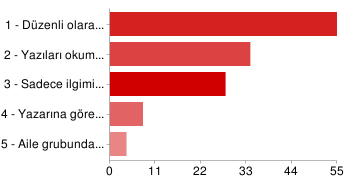 1 - Düzenli olara...
2 - Yazıları okum...
3 - Sadece ilgimi...
4 - Yazarına göre...
5 - Aile grubunda...
0 11 22 33 44 55